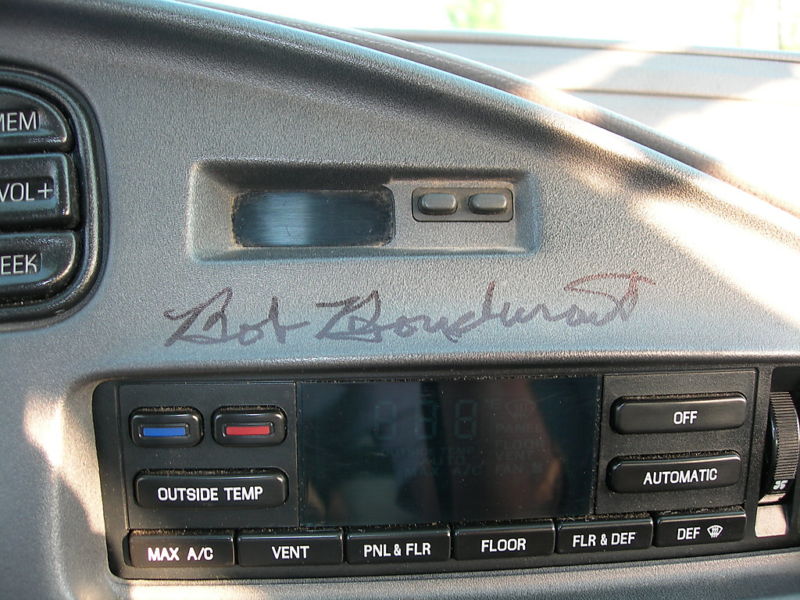 MEM
VOL+
EEK
Bob Bondurant
OFF
AUTOMATIC
OUTSIDE TEMP
MAX A/C
VENT
PNL & FLR
FLOOR
FLR & DEF
DEF